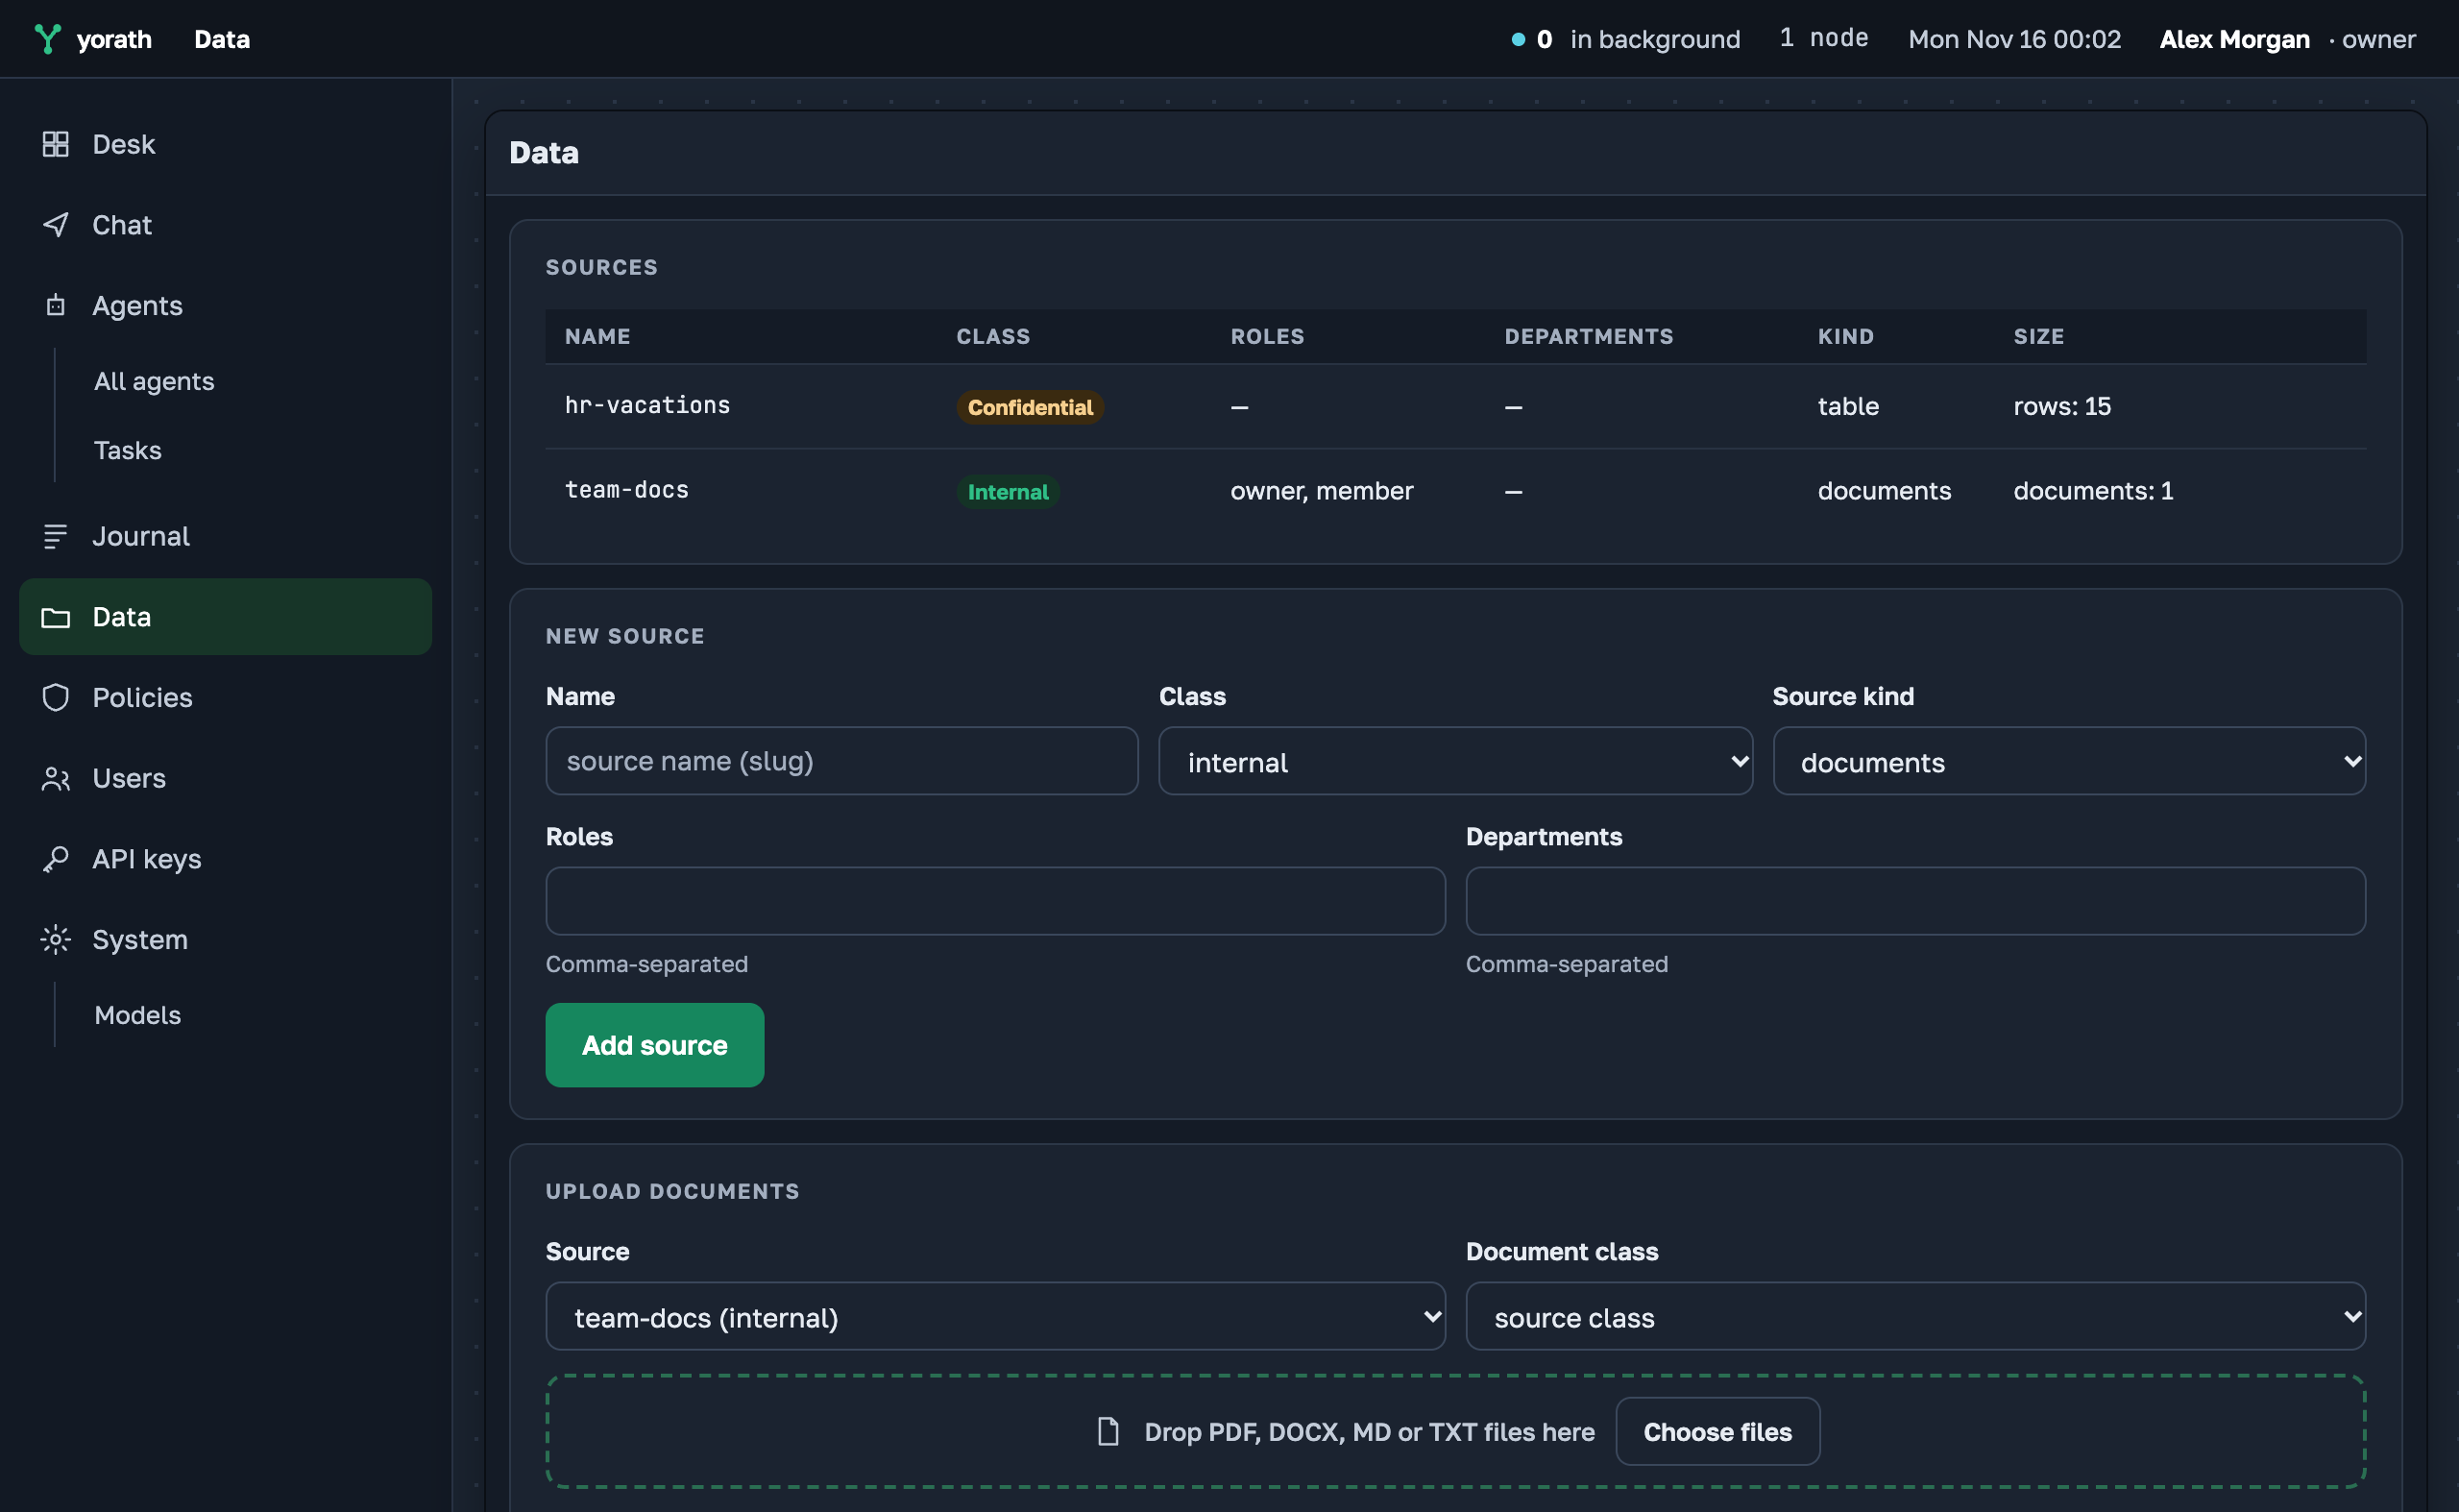 yorath Data 0 in background 1 node Mon Nov 16 00:02 Alex Morgan · owner
Desk
Chat
Agents
All agents
Tasks
Journal
Data
Policies
Users
API keys
System
Models
Data
SOURCES
NAME CLASS ROLES DEPARTMENTS KIND SIZE
hr-vacations Confidential — — table rows: 15
team-docs Internal owner, member — documents documents: 1
NEW SOURCE
Name Class Source kind
source name (slug) internal documents
Roles Departments
Comma-separated Comma-separated
Add source
UPLOAD DOCUMENTS
Source Document class
team-docs (internal) source class
Drop PDF, DOCX, MD or TXT files here Choose files